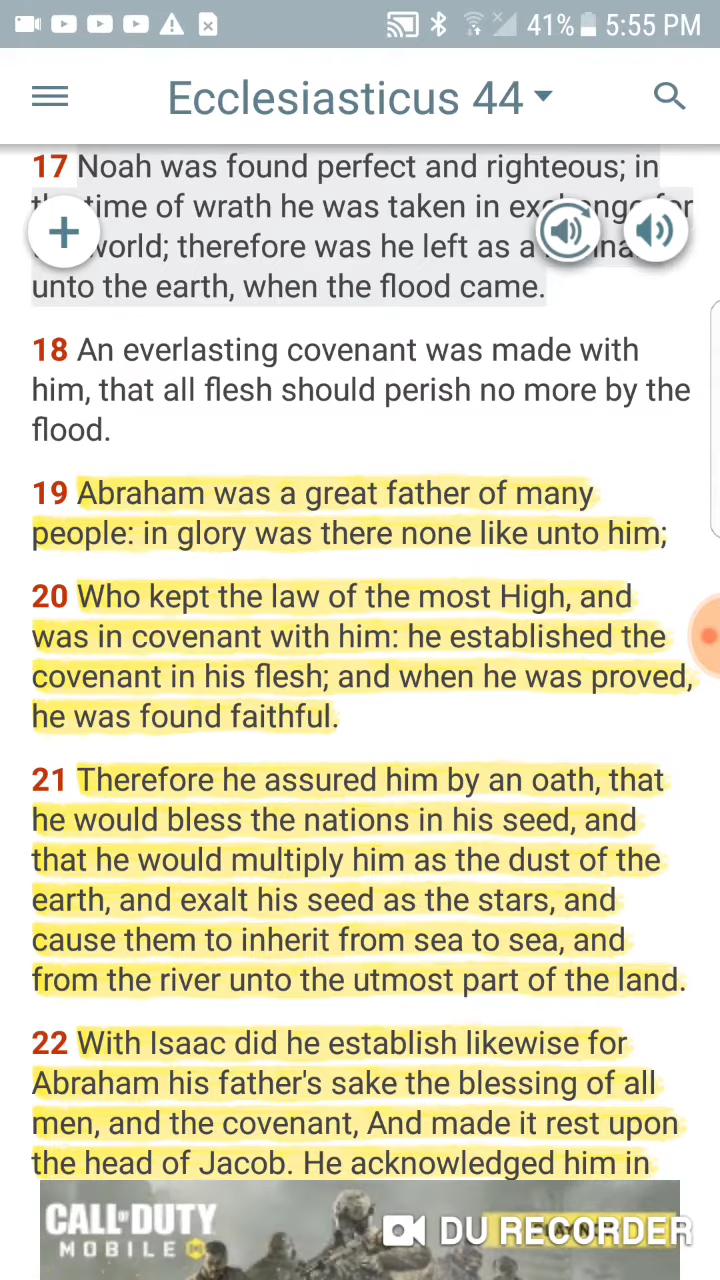 41% 5:55 PM
Ecclesiasticus 44
17 Noah was found perfect and righteous; in
time of wrath he was taken in
world; therefore was he left as a
unto the earth, when the flood came.
18 An everlasting covenant was made with
him, that all flesh should perish no more by the
flood.
19 Abraham was a great father of many
people: in glory was there none like unto him;
20 Who kept the law of the most High, and
was in covenant with him: he established the
covenant in his flesh; and when he was proved,
he was found faithful.
21 Therefore he assured him by an oath, that
he would bless the nations in his seed, and
that he would multiply him as the dust of the
earth, and exalt his seed as the stars, and
cause them to inherit from sea to sea, and
from the river unto the utmost part of the land.
22 With Isaac did he establish likewise for
Abraham his father's sake the blessing of all
men, and the covenant, And made it rest upon
the head of Jacob. He acknowledged him in
CALL OF DUTY
MOBILE
DU RECORDER